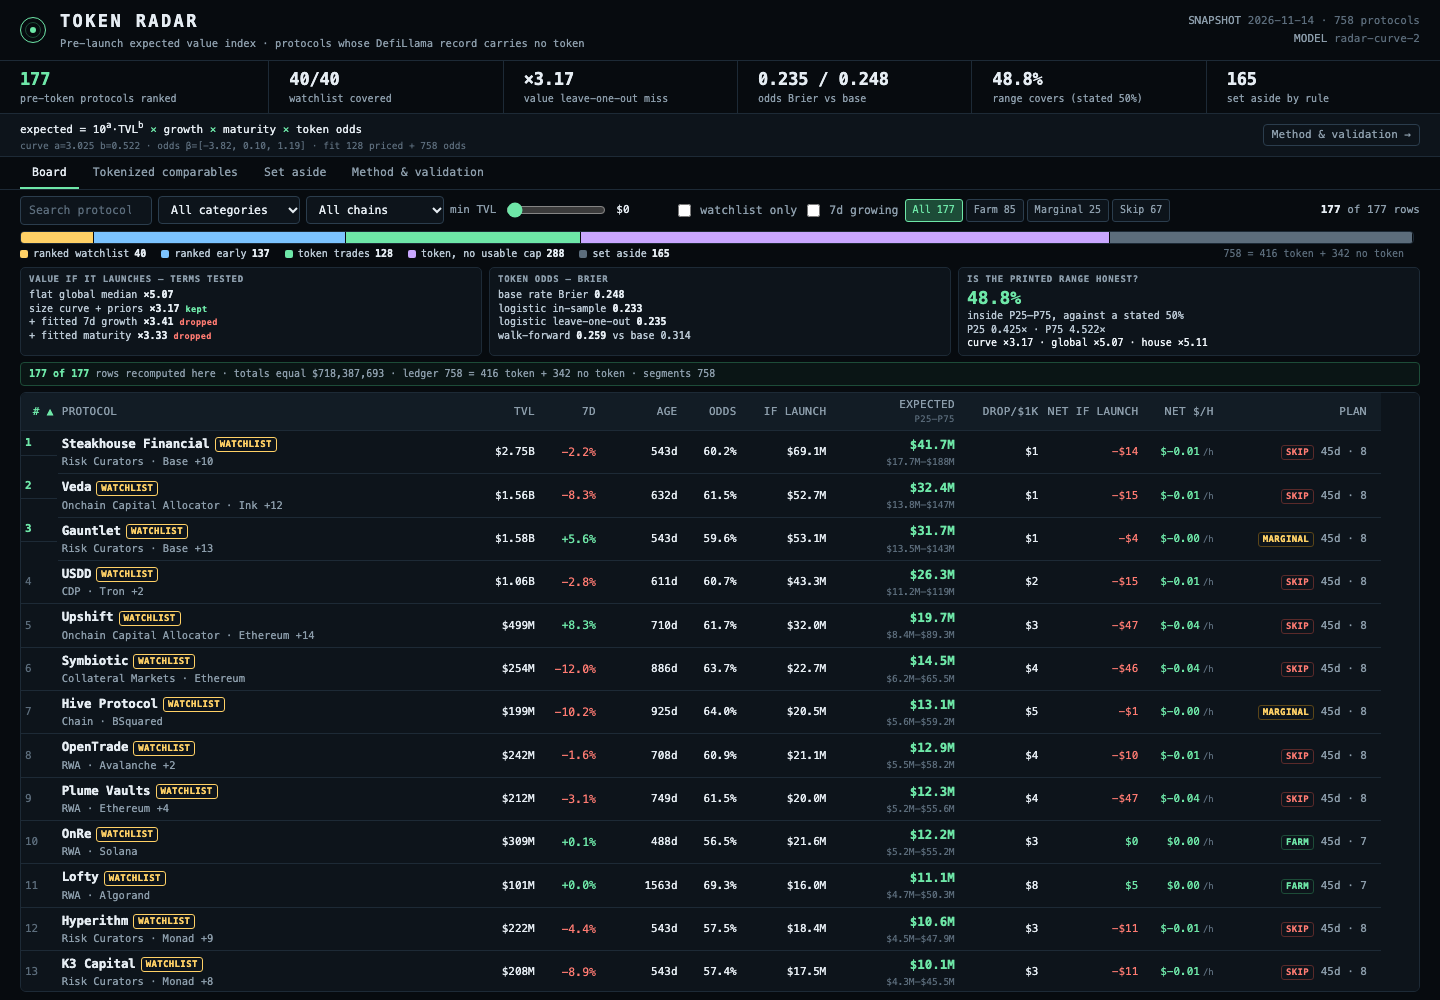 TOKEN RADAR
Pre-launch expected value index · protocols whose DefiLlama record carries no token
SNAPSHOT 2026-11-14 · 758 protocols
MODEL radar-curve-2
177
pre-token protocols ranked
40/40
watchlist covered
×3.17
value leave-one-out miss
0.235 / 0.248
odds Brier vs base
48.8%
range covers (stated 50%)
165
set aside by rule
expected = 10^a·TVL^b × growth × maturity × token odds
curve a=3.025 b=0.522 · odds β=[−3.82, 0.10, 1.19] · fit 128 priced + 758 odds
Method & validation →
Board Tokenized comparables Set aside Method & validation
Search protocol All categories All chains min TVL $0 watchlist only 7d growing All 177 Farm 85 Marginal 25 Skip 67 177 of 177 rows
ranked watchlist 40 ranked early 137 token trades 128 token, no usable cap 288 set aside 165 758 = 416 token + 342 no token
VALUE IF IT LAUNCHES — TERMS TESTED
flat global median ×5.07
size curve + priors ×3.17 kept
+ fitted 7d growth ×3.41 dropped
+ fitted maturity ×3.33 dropped
TOKEN ODDS — BRIER
base rate Brier 0.248
logistic in-sample 0.233
logistic leave-one-out 0.235
walk-forward 0.259 vs base 0.314
IS THE PRINTED RANGE HONEST?
48.8%
inside P25–P75, against a stated 50%
P25 0.425× · P75 4.522×
curve ×3.17 · global ×5.07 · house ×5.11
177 of 177 rows recomputed here · totals equal $718,387,693 · ledger 758 = 416 token + 342 no token · segments 758
# ▲ PROTOCOL TVL 7D AGE ODDS IF LAUNCH EXPECTED P25–P75 DROP/$1K NET IF LAUNCH NET $/H PLAN
1 Steakhouse Financial WATCHLIST $2.75B −2.2% 543d 60.2% $69.1M $41.7M $1 −$14 $−0.01 /h SKIP 45d · 8
Risk Curators · Base +10 $17.7M–$188M
2 Veda WATCHLIST $1.56B −8.3% 632d 61.5% $52.7M $32.4M $1 −$15 $−0.01 /h SKIP 45d · 8
Onchain Capital Allocator · Ink +12 $13.8M–$147M
3 Gauntlet WATCHLIST $1.58B +5.6% 543d 59.6% $53.1M $31.7M $1 −$4 $−0.00 /h MARGINAL 45d · 8
Risk Curators · Base +13 $13.5M–$143M
4 USDD WATCHLIST $1.06B −2.8% 611d 60.7% $43.3M $26.3M $2 −$15 $−0.01 /h SKIP 45d · 8
CDP · Tron +2 $11.2M–$119M
5 Upshift WATCHLIST $499M +8.3% 710d 61.7% $32.0M $19.7M $3 −$47 $−0.04 /h SKIP 45d · 8
Onchain Capital Allocator · Ethereum +14 $8.4M–$89.3M
6 Symbiotic WATCHLIST $254M −12.0% 886d 63.7% $22.7M $14.5M $4 −$46 $−0.04 /h SKIP 45d · 8
Collateral Markets · Ethereum $6.2M–$65.5M
7 Hive Protocol WATCHLIST $199M −10.2% 925d 64.0% $20.5M $13.1M $5 −$1 $−0.00 /h MARGINAL 45d · 8
Chain · BSquared $5.6M–$59.2M
8 OpenTrade WATCHLIST $242M −1.6% 708d 60.9% $21.1M $12.9M $4 −$10 $−0.01 /h SKIP 45d · 8
RWA · Avalanche +2 $5.5M–$58.2M
9 Plume Vaults WATCHLIST $212M −3.1% 749d 61.5% $20.0M $12.3M $4 −$47 $−0.04 /h SKIP 45d · 8
RWA · Ethereum +4 $5.2M–$55.6M
10 OnRe WATCHLIST $309M +0.1% 488d 56.5% $21.6M $12.2M $3 $0 $0.00 /h FARM 45d · 7
RWA · Solana $5.2M–$55.2M
11 Lofty WATCHLIST $101M +0.0% 1563d 69.3% $16.0M $11.1M $8 $5 $0.00 /h FARM 45d · 7
RWA · Algorand $4.7M–$50.3M
12 Hyperithm WATCHLIST $222M −4.4% 543d 57.5% $18.4M $10.6M $3 −$11 $−0.01 /h SKIP 45d · 8
Risk Curators · Monad +9 $4.5M–$47.9M
13 K3 Capital WATCHLIST $208M −8.9% 543d 57.4% $17.5M $10.1M $3 −$11 $−0.01 /h SKIP 45d · 8
Risk Curators · Monad +8 $4.3M–$45.5M